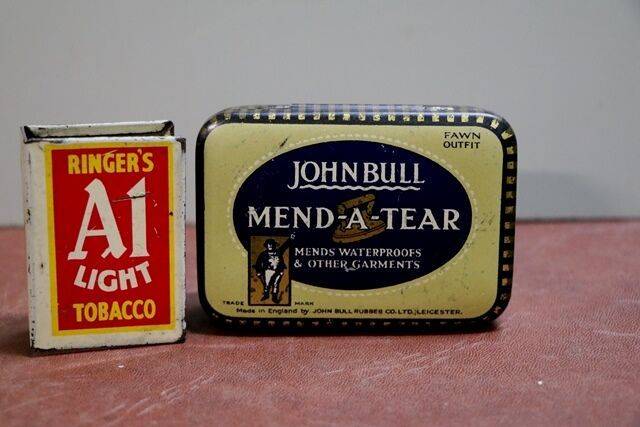 RINGER'S
A1
LIGHT
TOBACCO
FAWN
OUTFIT
JOHN BULL
MEND-A-TEAR
MENDS WATERPROOFS
& OTHER GARMENTS
TRADE MARK
Made in England by JOHN BULL RUBBER CO. LTD., LEICESTER.